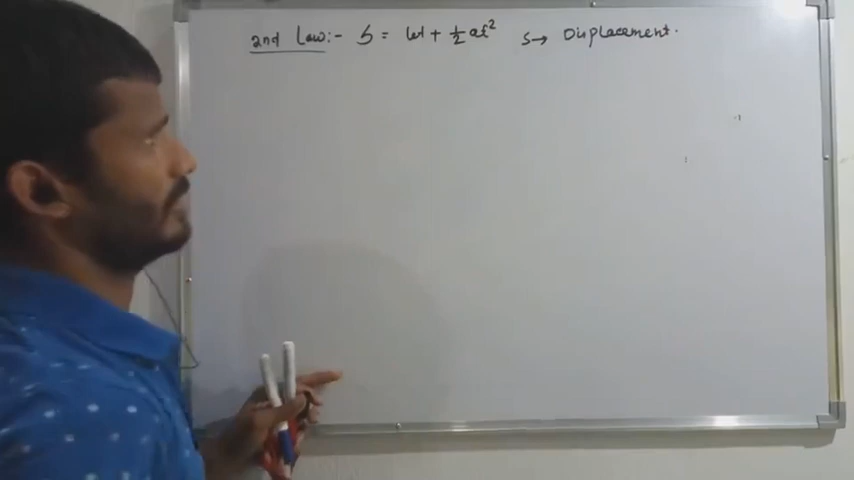 2nd Law:- S = ut + ½at² S→ Displacement.